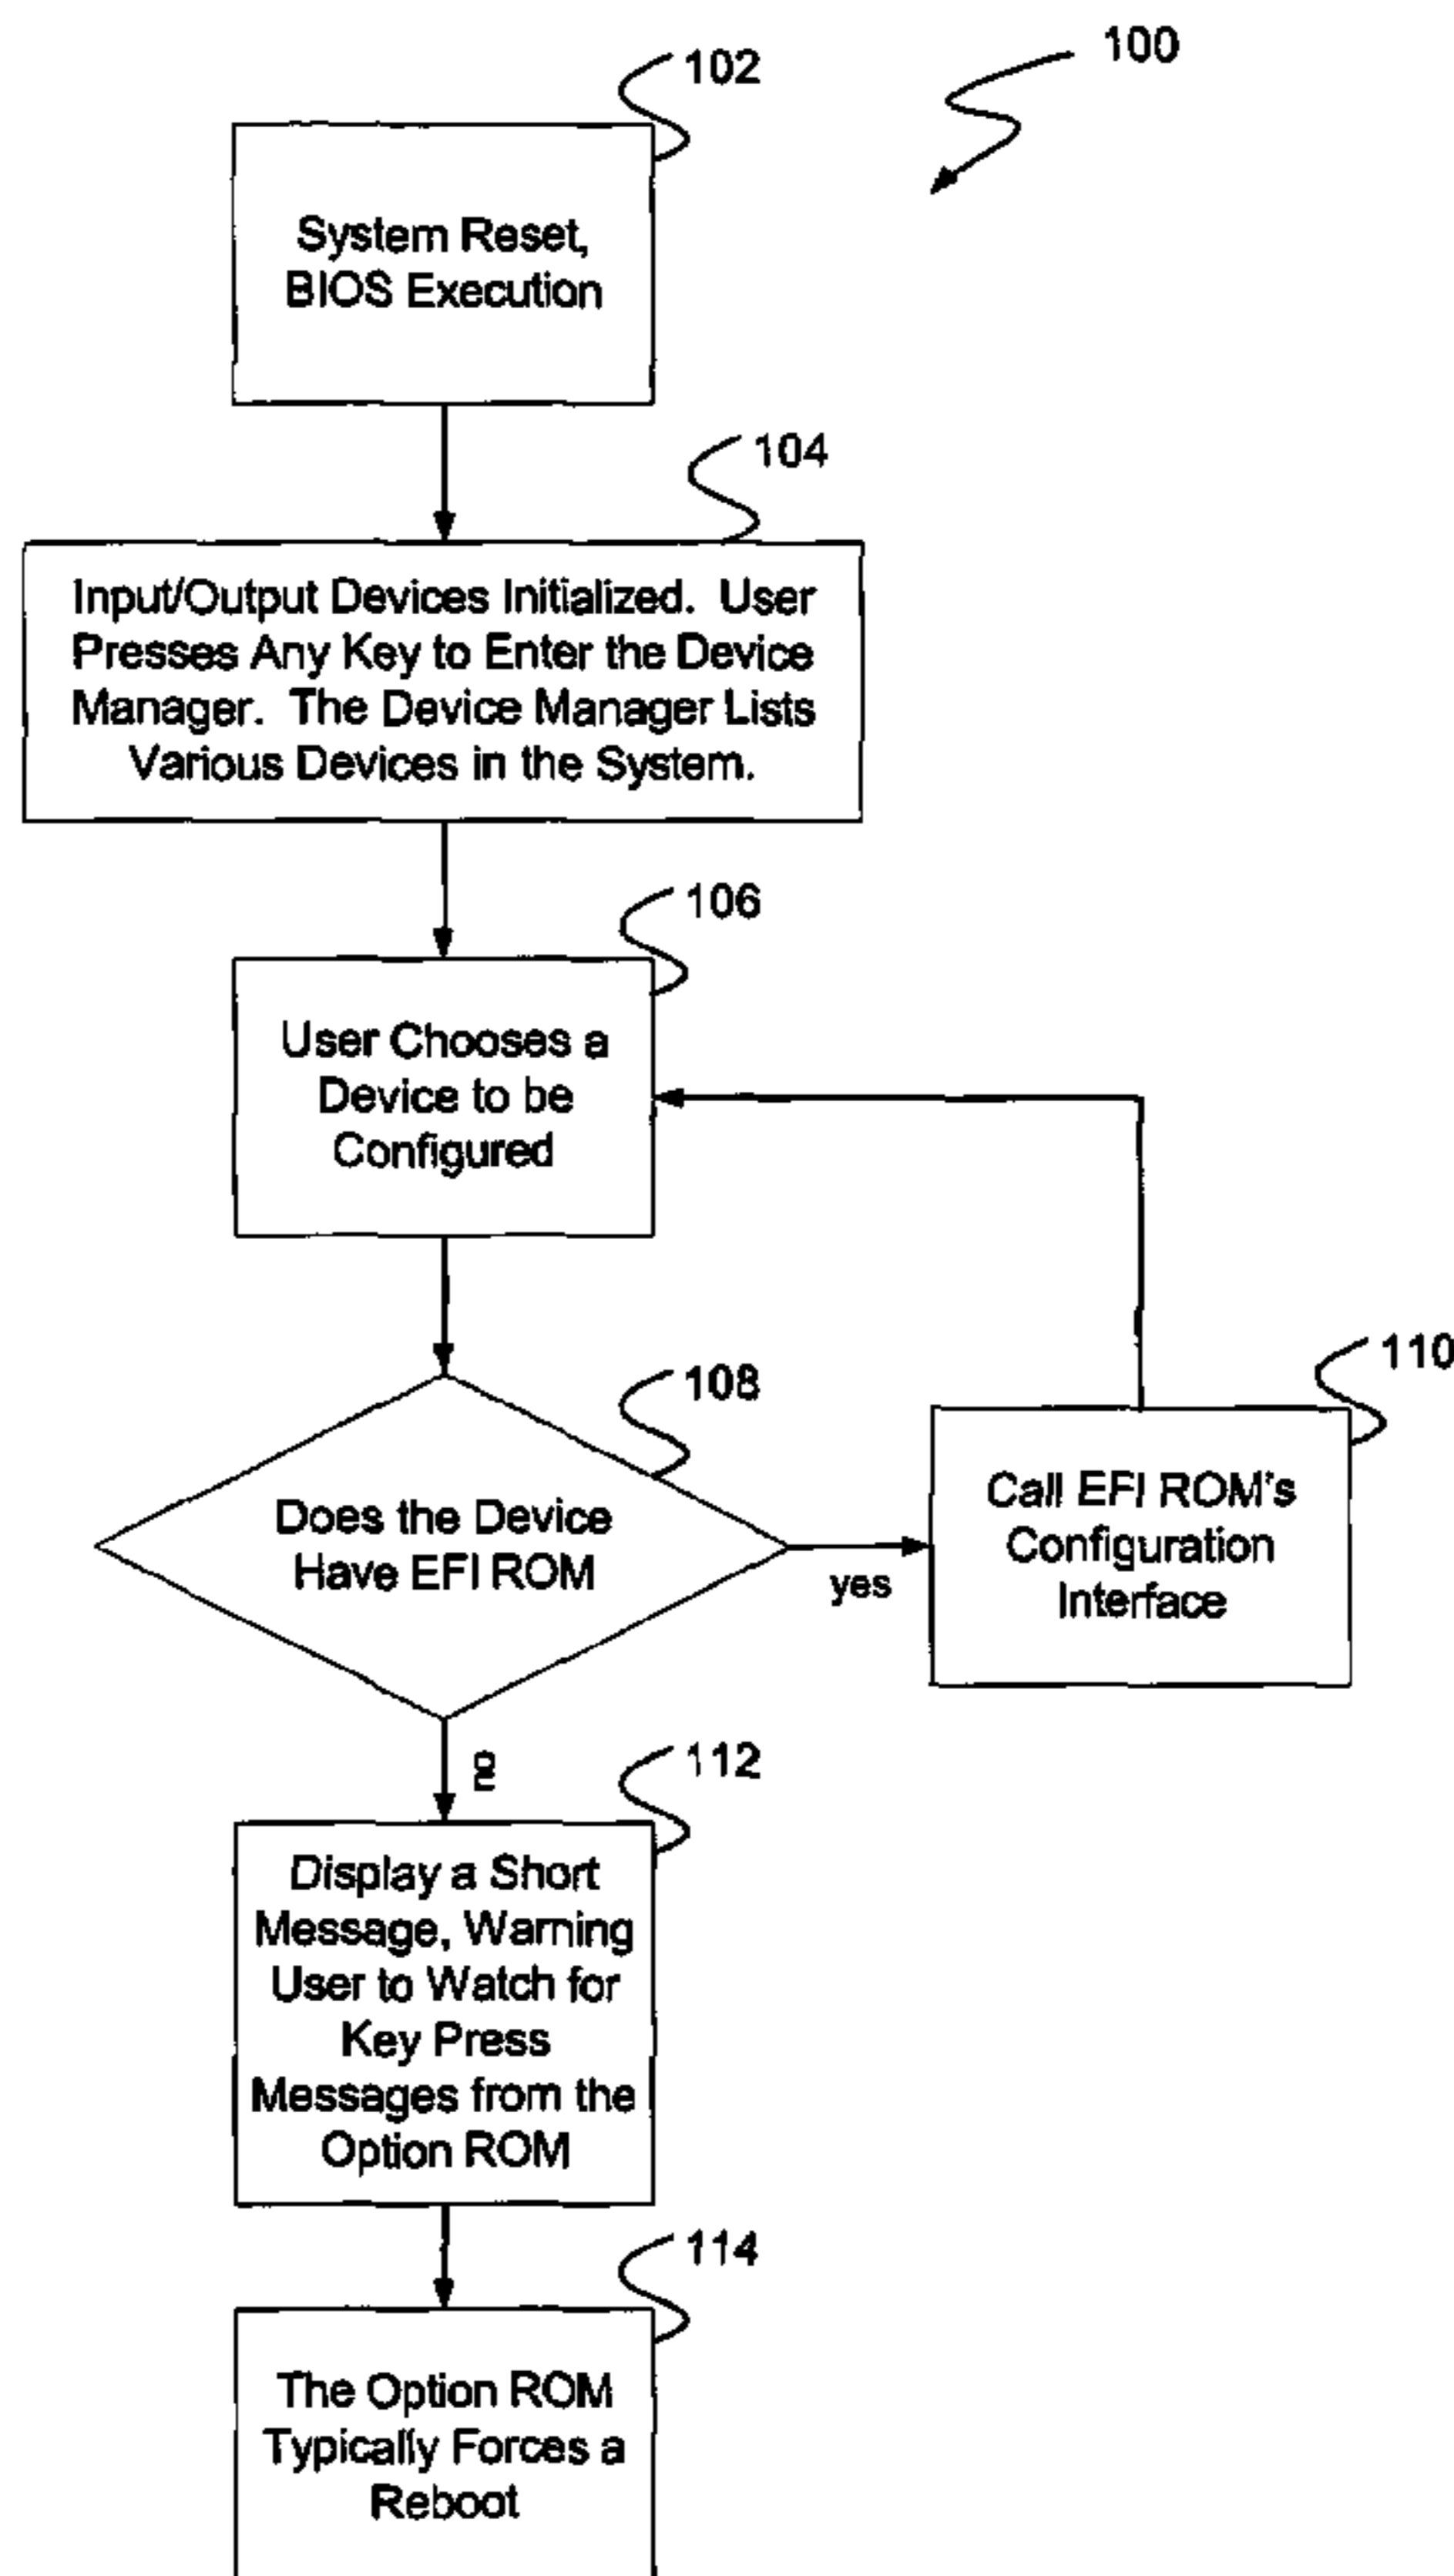 100
102
System Reset,
BIOS Execution
104
Input/Output Devices Initialized. User
Presses Any Key to Enter the Device
Manager. The Device Manager Lists
Various Devices in the System.
106
User Chooses a
Device to be
Configured
108
Does the Device
Have EFI ROM
yes
110
Call EFI ROM's
Configuration
Interface
no
112
Display a Short
Message, Warning
User to Watch for
Key Press
Messages from the
Option ROM
114
The Option ROM
Typically Forces a
Reboot